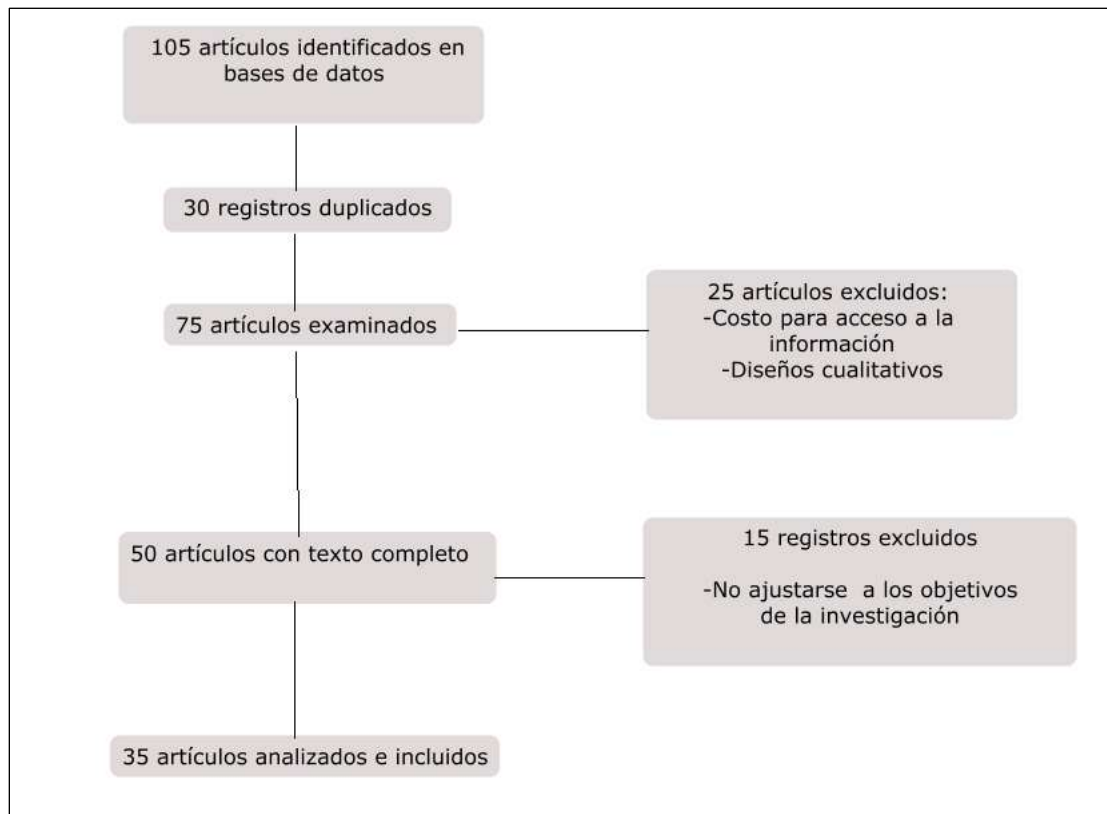 105 artículos identificados en
bases de datos
30 registros duplicados
75 artículos examinados
25 artículos excluidos:
-Costo para acceso a la
información
-Diseños cualitativos
50 artículos con texto completo
15 registros excluidos
-No ajustarse a los objetivos
de la investigación
35 artículos analizados e incluidos